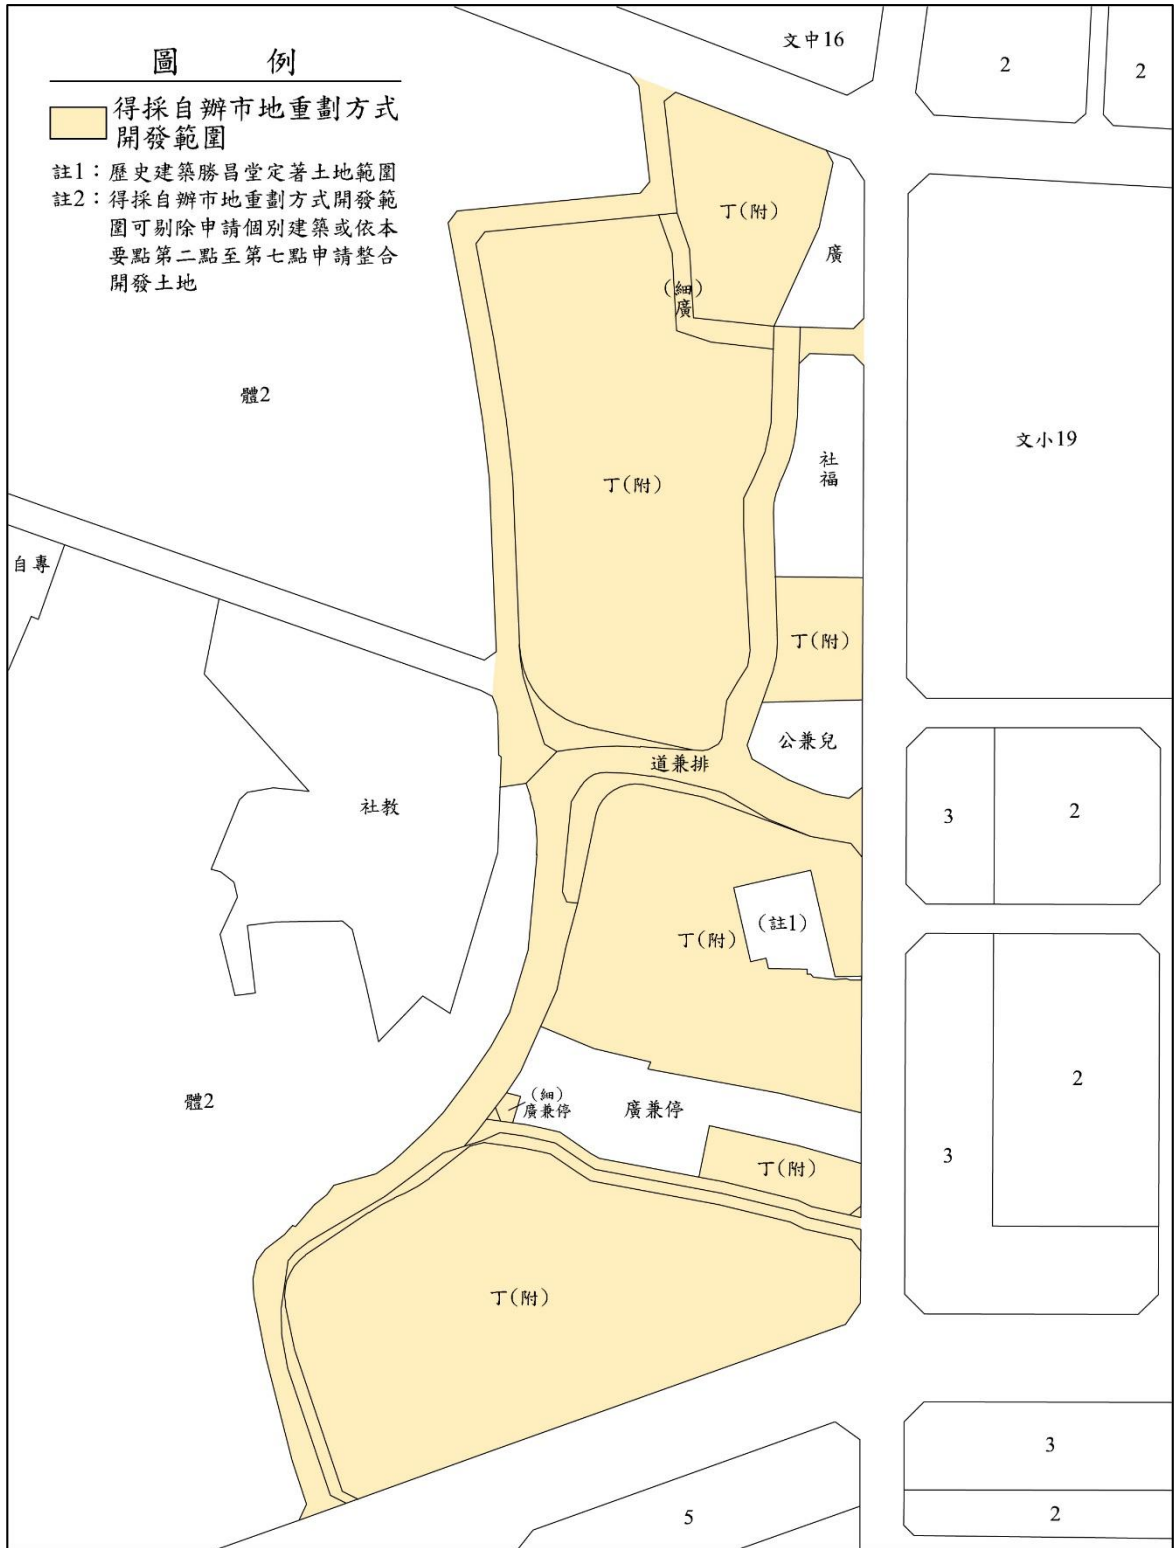 圖 例
得採自辦市地重劃方式
開發範圍
註1：歷史建築勝昌堂定著土地範圍
註2：得採自辦市地重劃方式開發範
圍可剔除申請個別建築或依本
要點第二點至第七點申請整合
開發土地
文中16
2
2
丁(附)
廣
(細)
廣
體2
文小19
社
福
丁(附)
自專
丁(附)
公兼兒
道兼排
社教
3
2
(註1)
丁(附)
2
體2
(細)
廣兼停
廣兼停
3
丁(附)
丁(附)
3
5
2